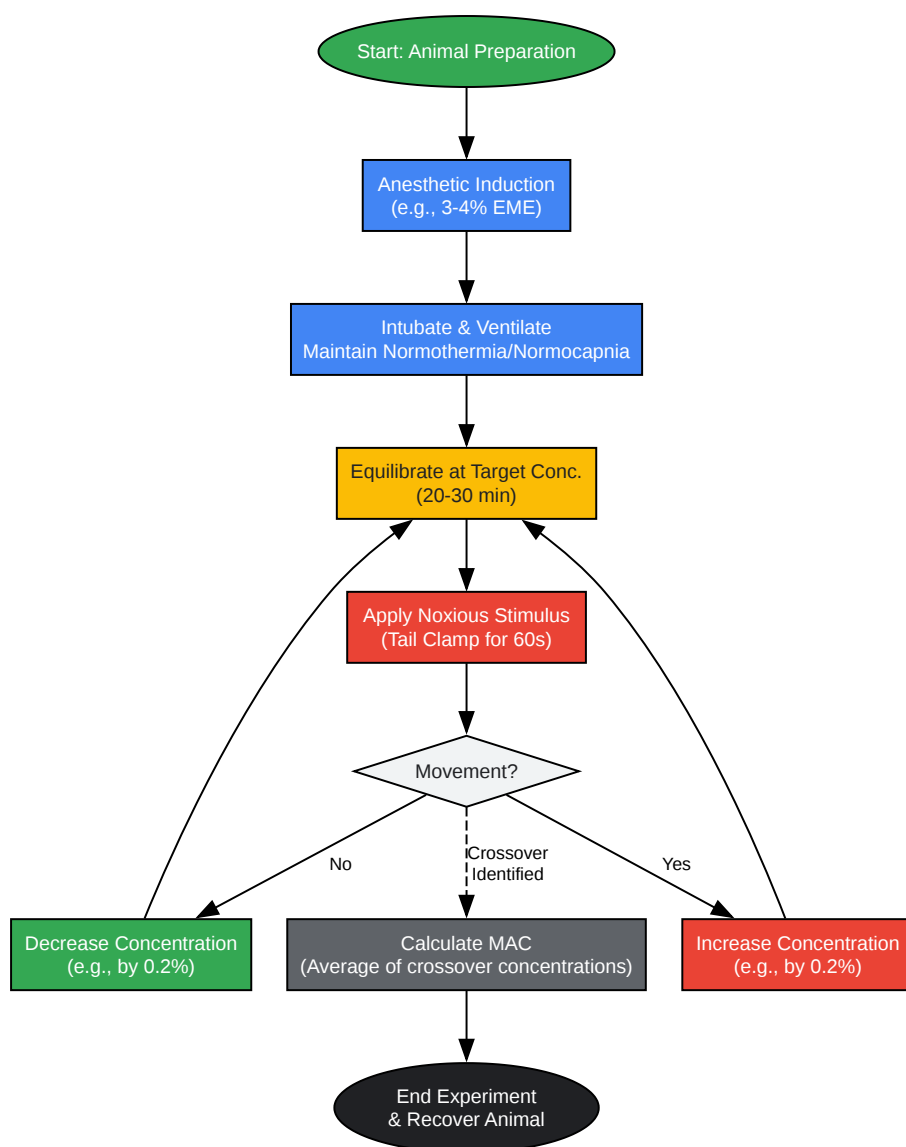 Start: Animal Preparation
Anesthetic Induction
(e.g., 3-4% EME)
Intubate & Ventilate
Maintain Normothermia/Normocapnia
Equilibrate at Target Conc.
(20-30 min)
Apply Noxious Stimulus
(Tail Clamp for 60s)
Movement?
No
Crossover
Identified
Yes
Decrease Concentration
(e.g., by 0.2%)
Calculate MAC
(Average of crossover concentrations)
Increase Concentration
(e.g., by 0.2%)
End Experiment
& Recover Animal